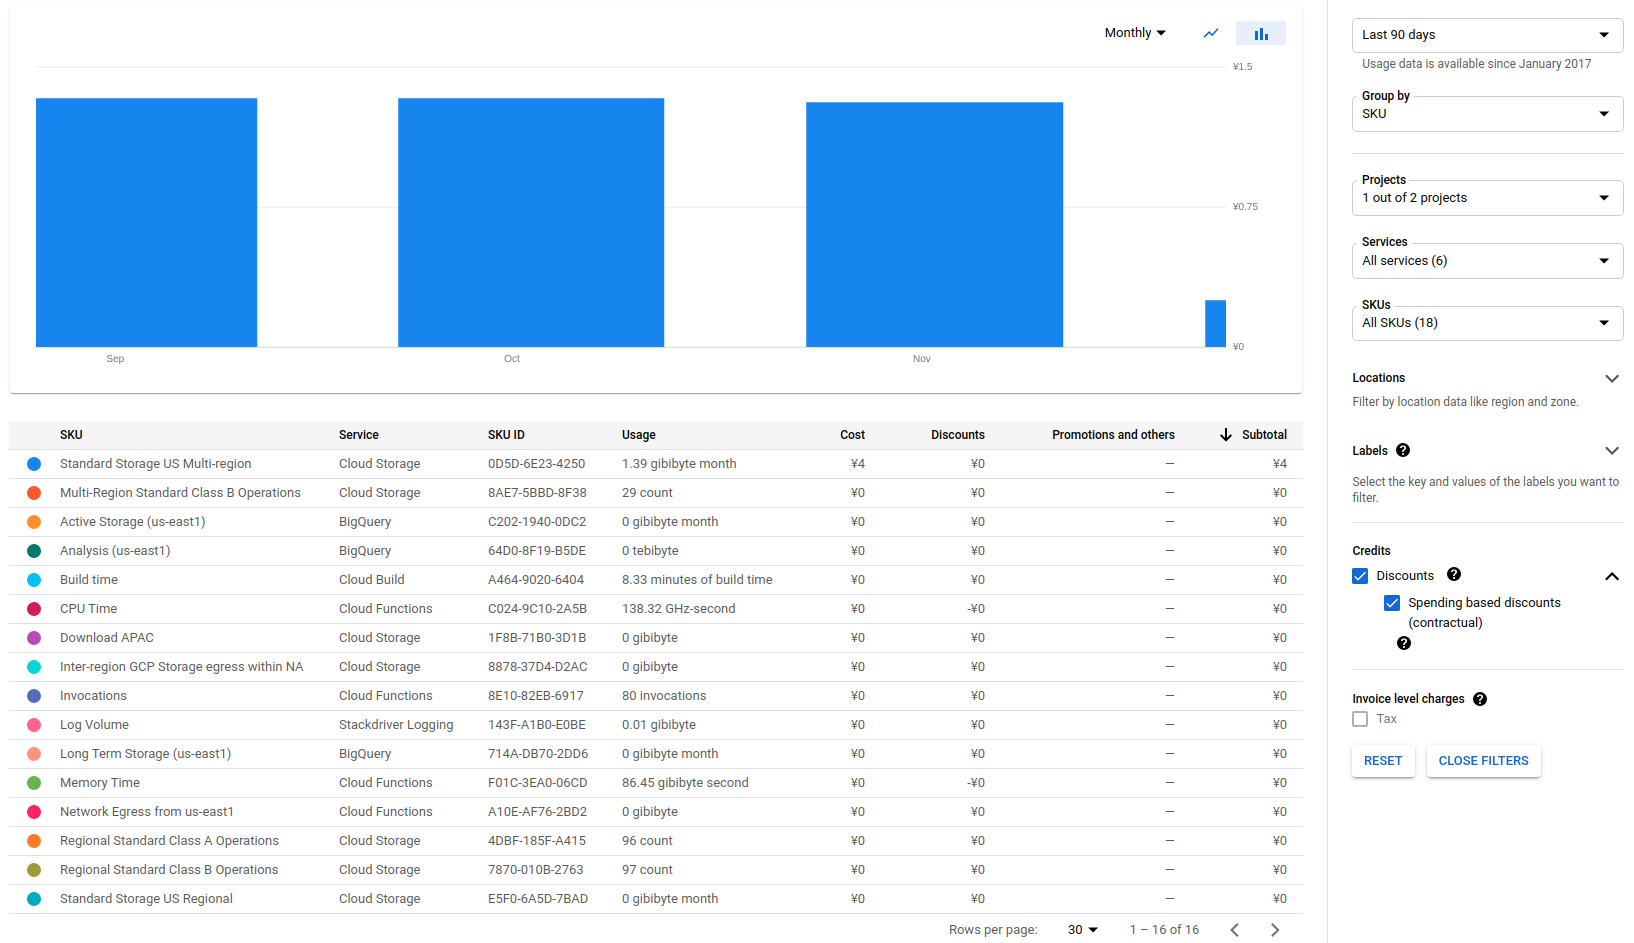 Monthly
¥1.5
¥0.75
¥0
Sep Oct Nov
SKU Service SKU ID Usage Cost Discounts Promotions and others Subtotal
Standard Storage US Multi-region Cloud Storage 0D5D-6E23-4250 1.39 gibibyte month ¥4 ¥0 — ¥4
Multi-Region Standard Class B Operations Cloud Storage 8AE7-5BBD-8F38 29 count ¥0 ¥0 — ¥0
Active Storage (us-east1) BigQuery C202-1940-0DC2 0 gibibyte month ¥0 ¥0 — ¥0
Analysis (us-east1) BigQuery 64D0-8F19-B5DE 0 tebibyte ¥0 ¥0 — ¥0
Build time Cloud Build A464-9020-6404 8.33 minutes of build time ¥0 ¥0 — ¥0
CPU Time Cloud Functions C024-9C10-2A5B 138.32 GHz-second ¥0 -¥0 — ¥0
Download APAC Cloud Storage 1F8B-71B0-3D1B 0 gibibyte ¥0 ¥0 — ¥0
Inter-region GCP Storage egress within NA Cloud Storage 8878-37D4-D2AC 0 gibibyte ¥0 ¥0 — ¥0
Invocations Cloud Functions 8E10-82EB-6917 80 invocations ¥0 ¥0 — ¥0
Log Volume Stackdriver Logging 143F-A1B0-E0BE 0.01 gibibyte ¥0 ¥0 — ¥0
Long Term Storage (us-east1) BigQuery 714A-DB70-2DD6 0 gibibyte month ¥0 ¥0 — ¥0
Memory Time Cloud Functions F01C-3EA0-06CD 86.45 gibibyte second ¥0 -¥0 — ¥0
Network Egress from us-east1 Cloud Functions A10E-AF76-2BD2 0 gibibyte ¥0 ¥0 — ¥0
Regional Standard Class A Operations Cloud Storage 4DBF-185F-A415 96 count ¥0 ¥0 — ¥0
Regional Standard Class B Operations Cloud Storage 7870-010B-2763 97 count ¥0 ¥0 — ¥0
Standard Storage US Regional Cloud Storage E5F0-6A5D-7BAD 0 gibibyte month ¥0 ¥0 — ¥0
Rows per page: 30 1 – 16 of 16
Last 90 days
Usage data is available since January 2017
Group by
SKU
Projects
1 out of 2 projects
Services
All services (6)
SKUs
All SKUs (18)
Locations
Filter by location data like region and zone.
Labels ?
Select the key and values of the labels you want to
filter.
Credits
Discounts ?
Spending based discounts
(contractual)
?
Invoice level charges ?
Tax
RESET CLOSE FILTERS